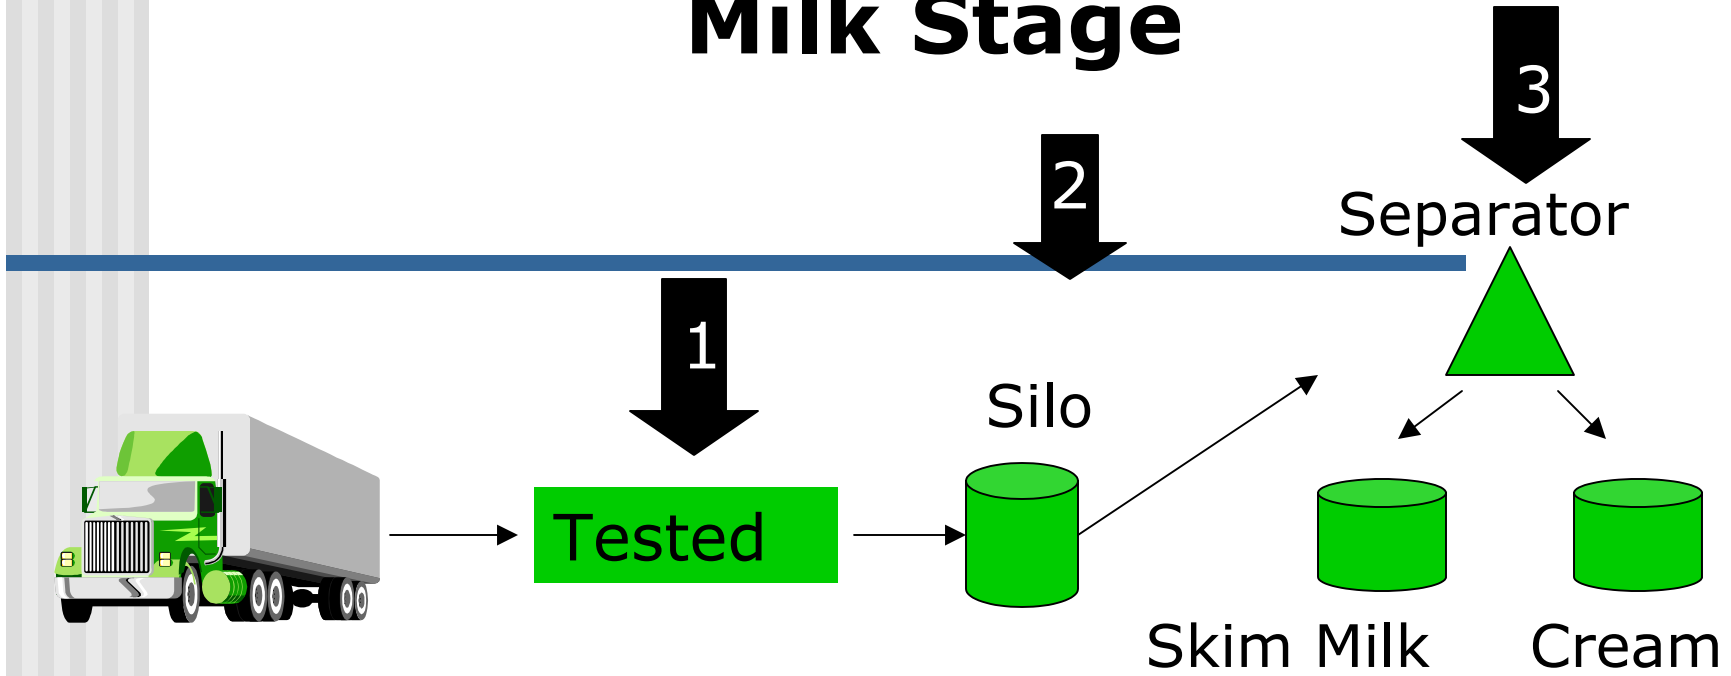 Milk Stage
3
2
Separator
1
Silo
Tested
Skim Milk
Cream